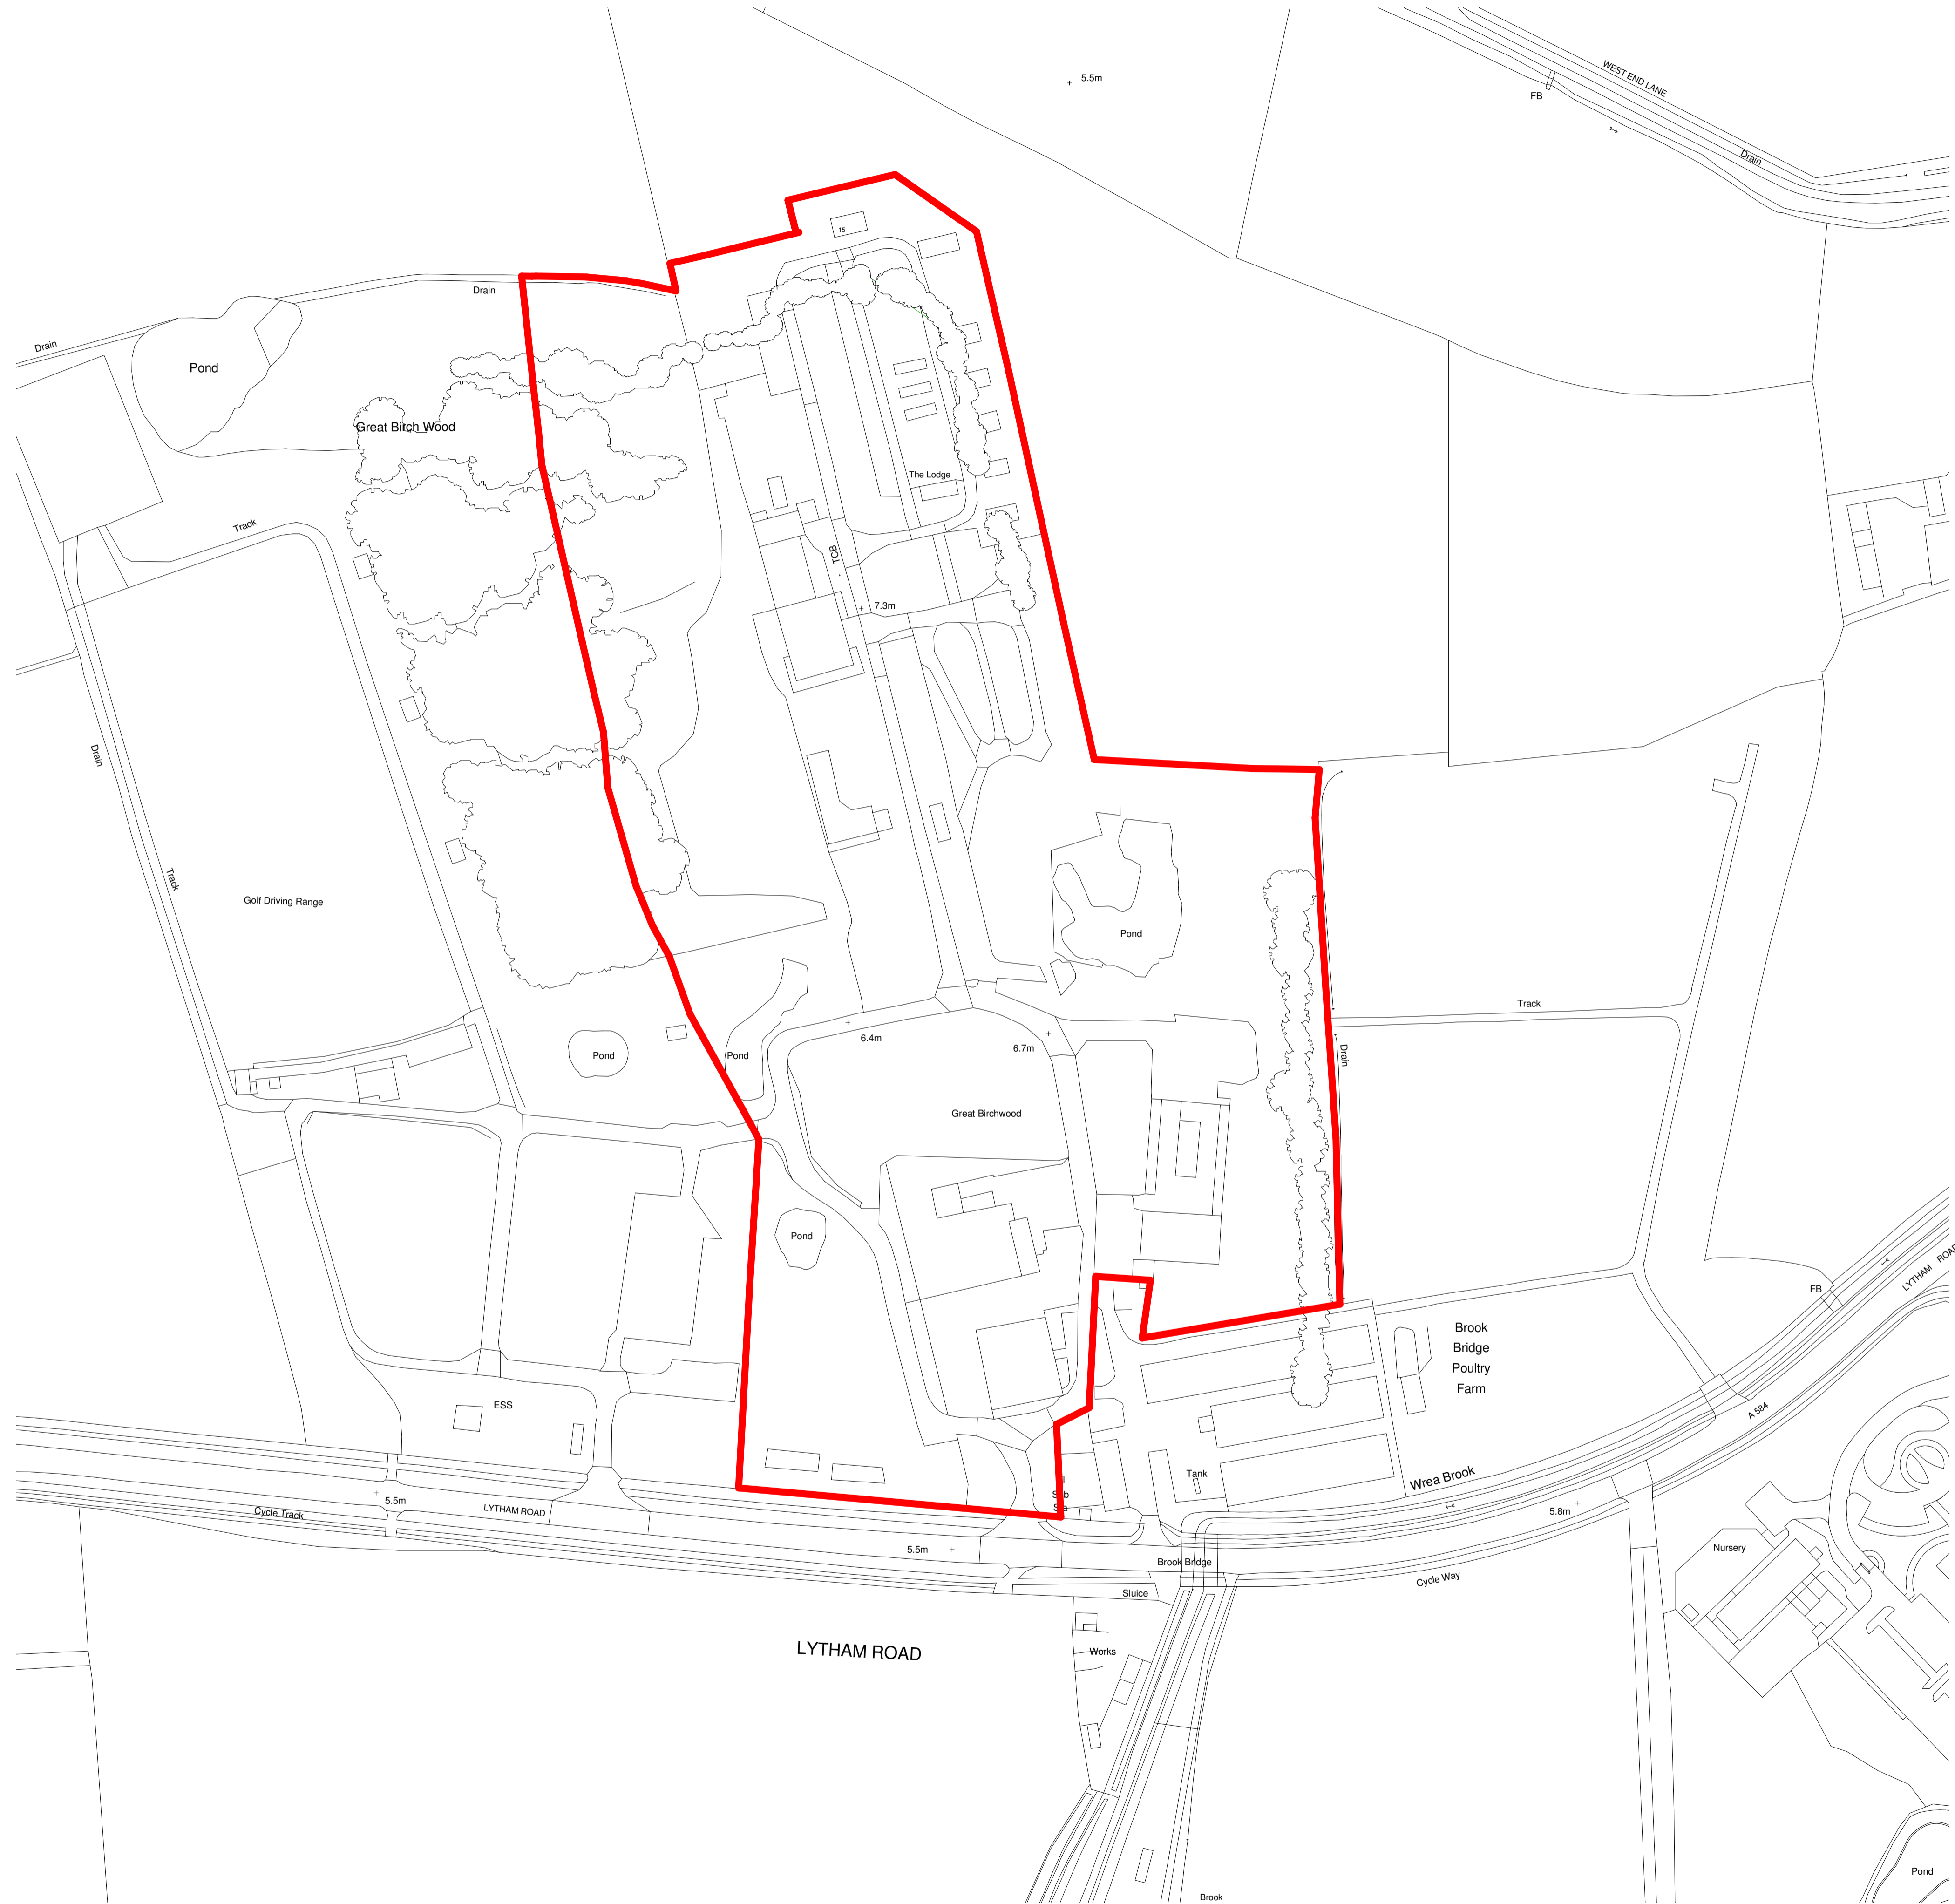 5.5m
WEST END LANE
FB
Drain
15
Drain
Drain
Pond
Great Birch Wood
The Lodge
Track
TCB
7.3m
Drain
Track
Golf Driving Range
Pond
Track
6.4m
6.7m
Pond
Pond
Drain
Great Birchwood
Pond
LYTHAM ROAD
FB
Brook
Bridge
Poultry
Farm
ESS
A 584
El
Sub
Sta
Tank
Wrea Brook
5.5m
Cycle Track
LYTHAM ROAD
5.8m
5.5m
Nursery
Brook Bridge
Cycle Way
Sluice
LYTHAM ROAD
Works
Pond
Brook